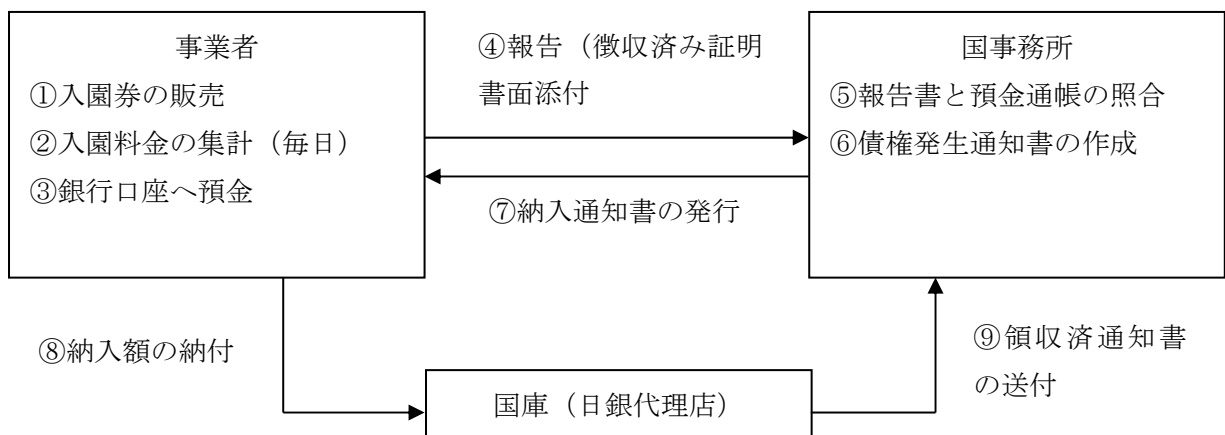 事業者
①入園券の販売
②入園料金の集計（毎日）
③銀行口座へ預金
④報告（徴収済み証明
書面添付
国事務所
⑤報告書と預金通帳の照合
⑥債権発生通知書の作成
⑦納入通知書の発行
⑧納入額の納付
国庫（日銀代理店）
⑨領収済通知書
の送付